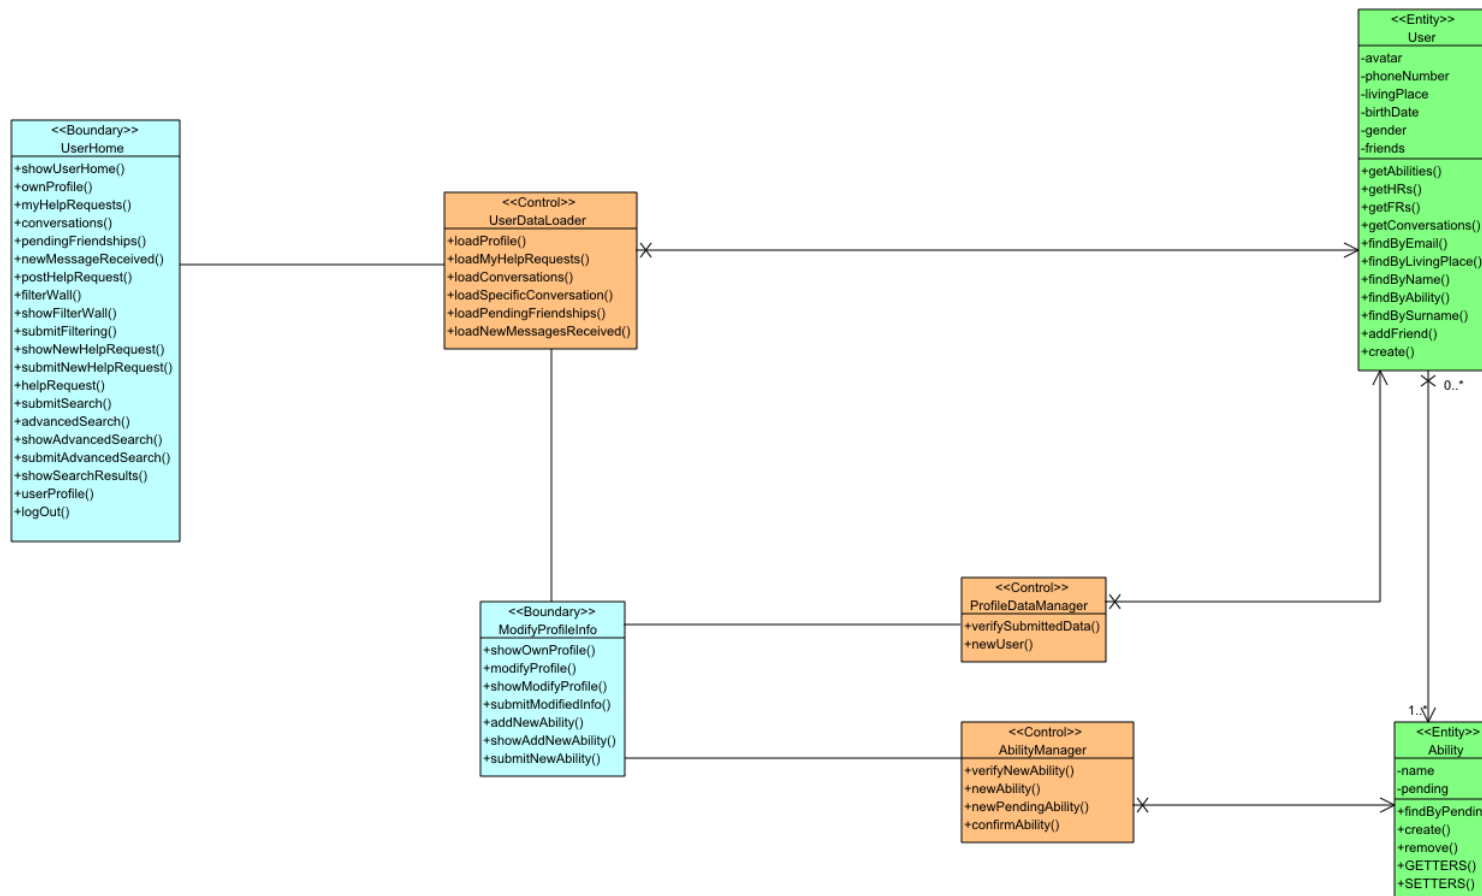 <<Entity>>
User
-avatar
-phoneNumber
-livingPlace
-birthDate
-gender
-friends
+getAbilities()
+getHRs()
+getFRs()
+getConversations()
+findByEmail()
+findByLivingPlace()
+findByName()
+findByAbility()
+findBySurname()
+addFriend()
+create()
<<Boundary>>
UserHome
+showUserHome()
+ownProfile()
+myHelpRequests()
+conversations()
+pendingFriendships()
+newMessageReceived()
+postHelpRequest()
+filterWall()
+showFilterWall()
+submitFiltering()
+showNewHelpRequest()
+submitNewHelpRequest()
+helpRequest()
+submitSearch()
+advancedSearch()
+showAdvancedSearch()
+submitAdvancedSearch()
+showSearchResults()
+userProfile()
+logOut()
<<Control>>
UserDataLoader
+loadProfile()
+loadMyHelpRequests()
+loadConversations()
+loadSpecificConversation()
+loadPendingFriendships()
+loadNewMessagesReceived()
0..*
<<Boundary>>
ModifyProfileInfo
+showOwnProfile()
+modifyProfile()
+showModifyProfile()
+submitModifiedInfo()
+addNewAbility()
+showAddNewAbility()
+submitNewAbility()
<<Control>>
ProfileDataManager
+verifySubmittedData()
+newUser()
<<Control>>
AbilityManager
+verifyNewAbility()
+newAbility()
+newPendingAbility()
+confirmAbility()
1..*
<<Entity>>
Ability
-name
-pending
+findByPendin
+create()
+remove()
+GETTERS()
+SETTERS()